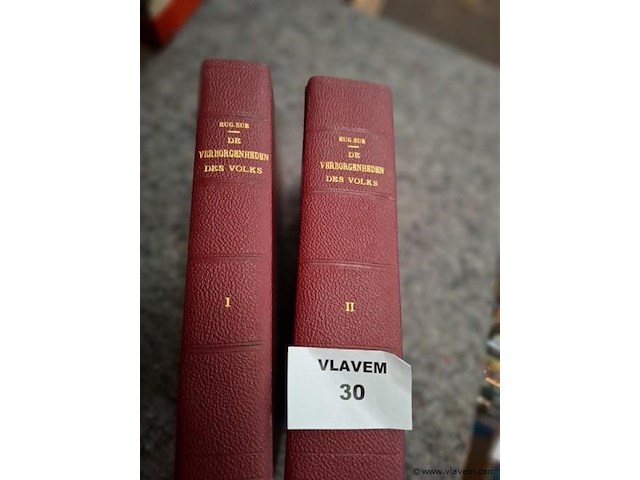 EUG. SUE
DE
VERBORGENHEDEN
DES VOLKS
I
EUG. SUE
DE
VERBORGENHEDEN
DES VOLKS
II
VLAVEM
30
© www.vlavem.com